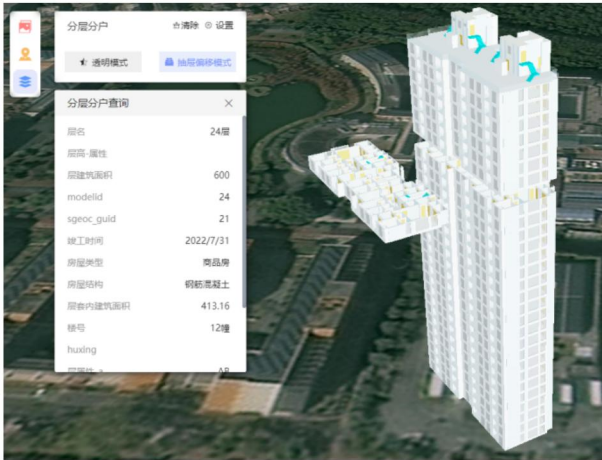 分层分户
清除 设置
透明模式 抽层偏移模式
分层分户查询 ×
层名 24层
层高-属性
层建筑面积 600
modelid 24
sgeoc_guid 21
竣工时间 2022/7/31
房屋类型 商品房
房屋结构 钢筋混凝土
层套内建筑面积 413.16
楼号 12幢
huxing